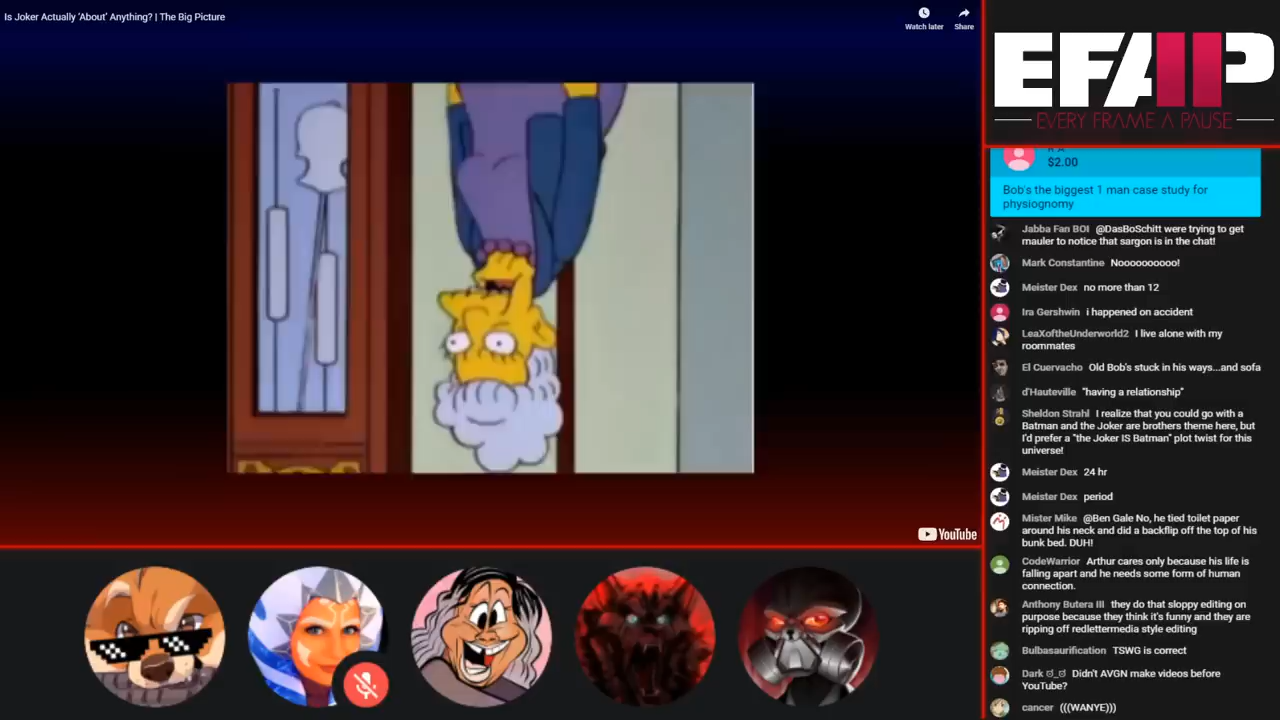 Is Joker Actually 'About' Anything? | The Big Picture
Watch later
Share
YouTube
EFAP
EVERY FRAME A PAUSE
$2.00
Bob's the biggest 1 man case study for
physiognomy
Jabba Fan BOI @DasBoSchitt were trying to get
mauler to notice that sargon is in the chat!
Mark Constantine Noooooooooo!
Meister Dex no more than 12
Ira Gershwin i happened on accident
LeaXoftheUnderworld2 I live alone with my
roommates
El Cuervacho Old Bob's stuck in his ways...and sofa
d'Hauteville "having a relationship"
Sheldon Strahl I realize that you could go with a
Batman and the Joker are brothers theme here, but
I'd prefer a "the Joker IS Batman" plot twist for this
universe!
Meister Dex 24 hr
Meister Dex period
Mister Mike @Ben Gale No, he tied toilet paper
around his neck and did a backflip off the top of his
bunk bed. DUH!
CodeWarrior Arthur cares only because his life is
falling apart and he needs some form of human
connection.
Anthony Butera III they do that sloppy editing on
purpose because they think it's funny and they are
ripping off redlettermedia style editing
Bulbasaurification TSWG is correct
Dark ಠ_ಠ Didn't AVGN make videos before
YouTube?
cancer (((WANYE)))